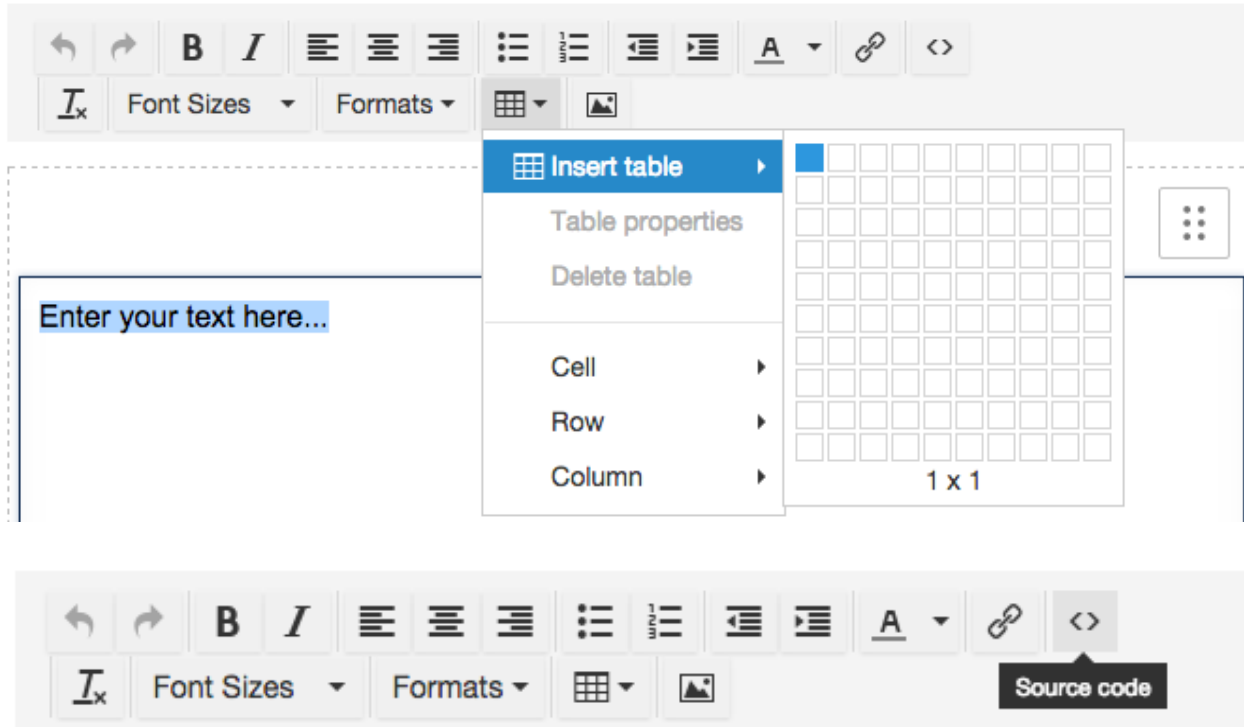 B I A <>
Font Sizes Formats
Insert table
Table properties
Delete table
Enter your text here...
Cell
Row
Column
1 x 1
B I A <>
Font Sizes Formats
Source code